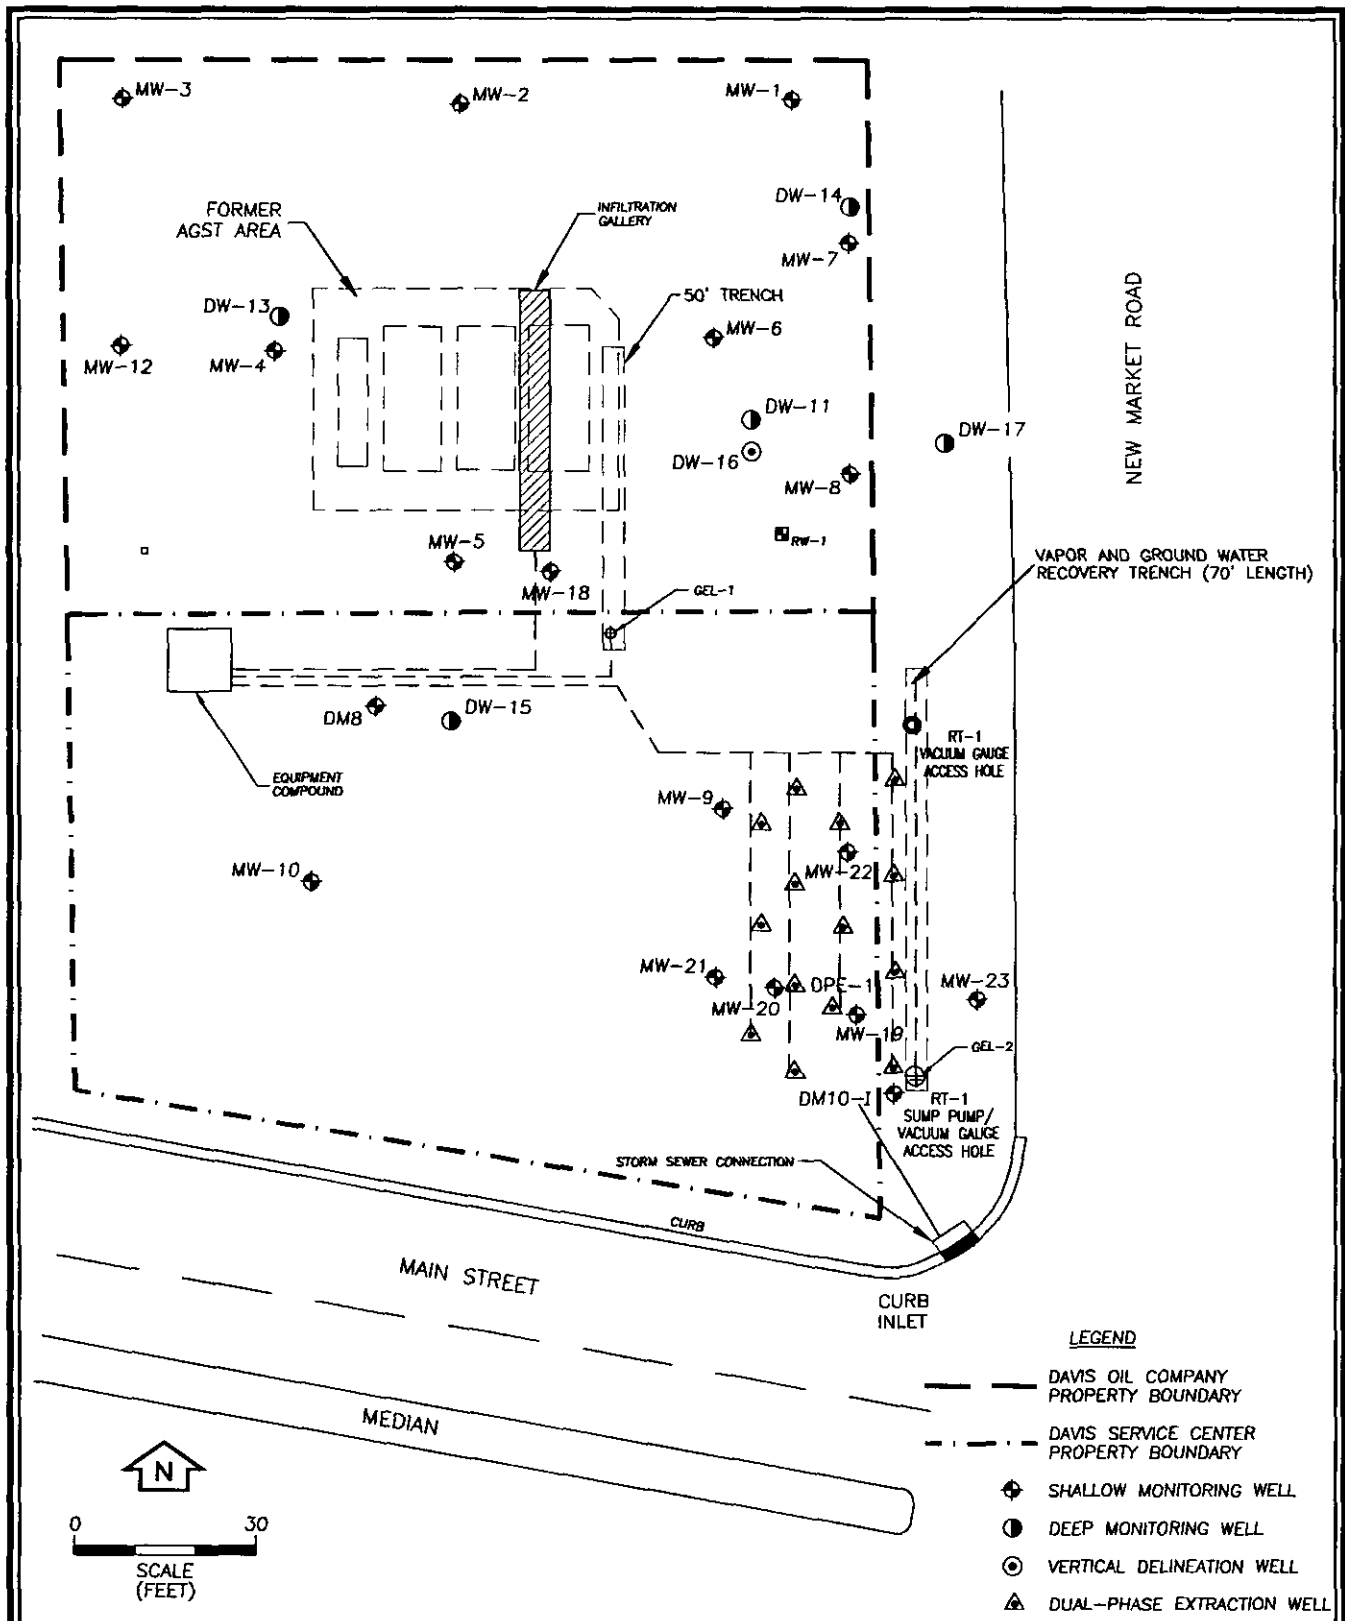 MW-3
MW-2
MW-1
DW-14
MW-7
FORMER
AGST AREA
INFILTRATION
GALLERY
50' TRENCH
DW-13
MW-12
MW-4
MW-6
DW-11
DW-16
DW-17
MW-8
NEW MARKET ROAD
RW-1
MW-5
MW-18
GEL-1
VAPOR AND GROUND WATER
RECOVERY TRENCH (70' LENGTH)
DM8
DW-15
EQUIPMENT
COMPOUND
RT-1
VACUUM GAUGE
ACCESS HOLE
MW-9
MW-22
MW-10
MW-21
MW-20
DPE-1
MW-19
MW-23
GEL-2
DM10-I
RT-1
SUMP PUMP/
VACUUM GAUGE
ACCESS HOLE
STORM SEWER CONNECTION
CURB
MAIN STREET
CURB
INLET
MEDIAN
N
0 30
SCALE
(FEET)
LEGEND
DAVIS OIL COMPANY
PROPERTY BOUNDARY
DAVIS SERVICE CENTER
PROPERTY BOUNDARY
SHALLOW MONITORING WELL
DEEP MONITORING WELL
VERTICAL DELINEATION WELL
DUAL-PHASE EXTRACTION WELL